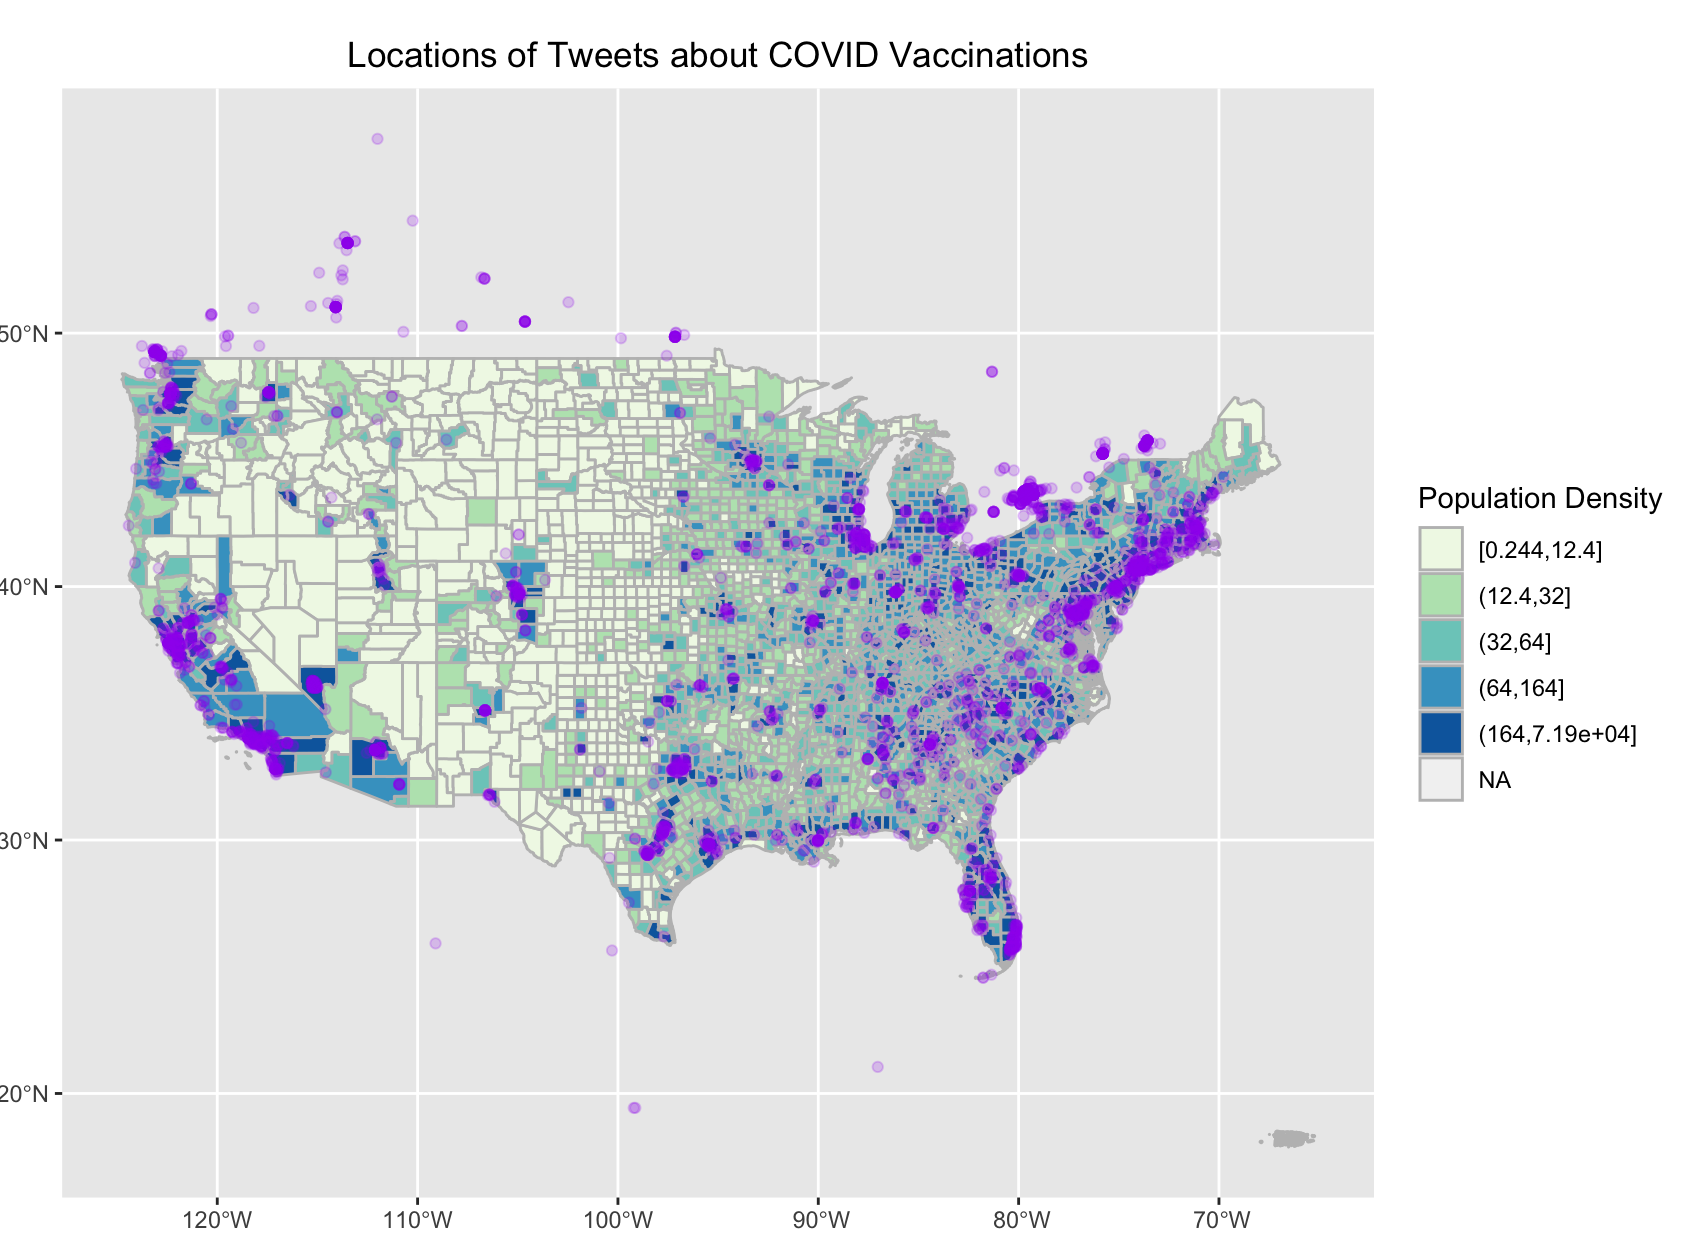 Locations of Tweets about COVID Vaccinations
50°N
40°N
30°N
20°N
120°W
110°W
100°W
90°W
80°W
70°W
Population Density
[0.244,12.4]
(12.4,32]
(32,64]
(64,164]
(164,7.19e+04]
NA